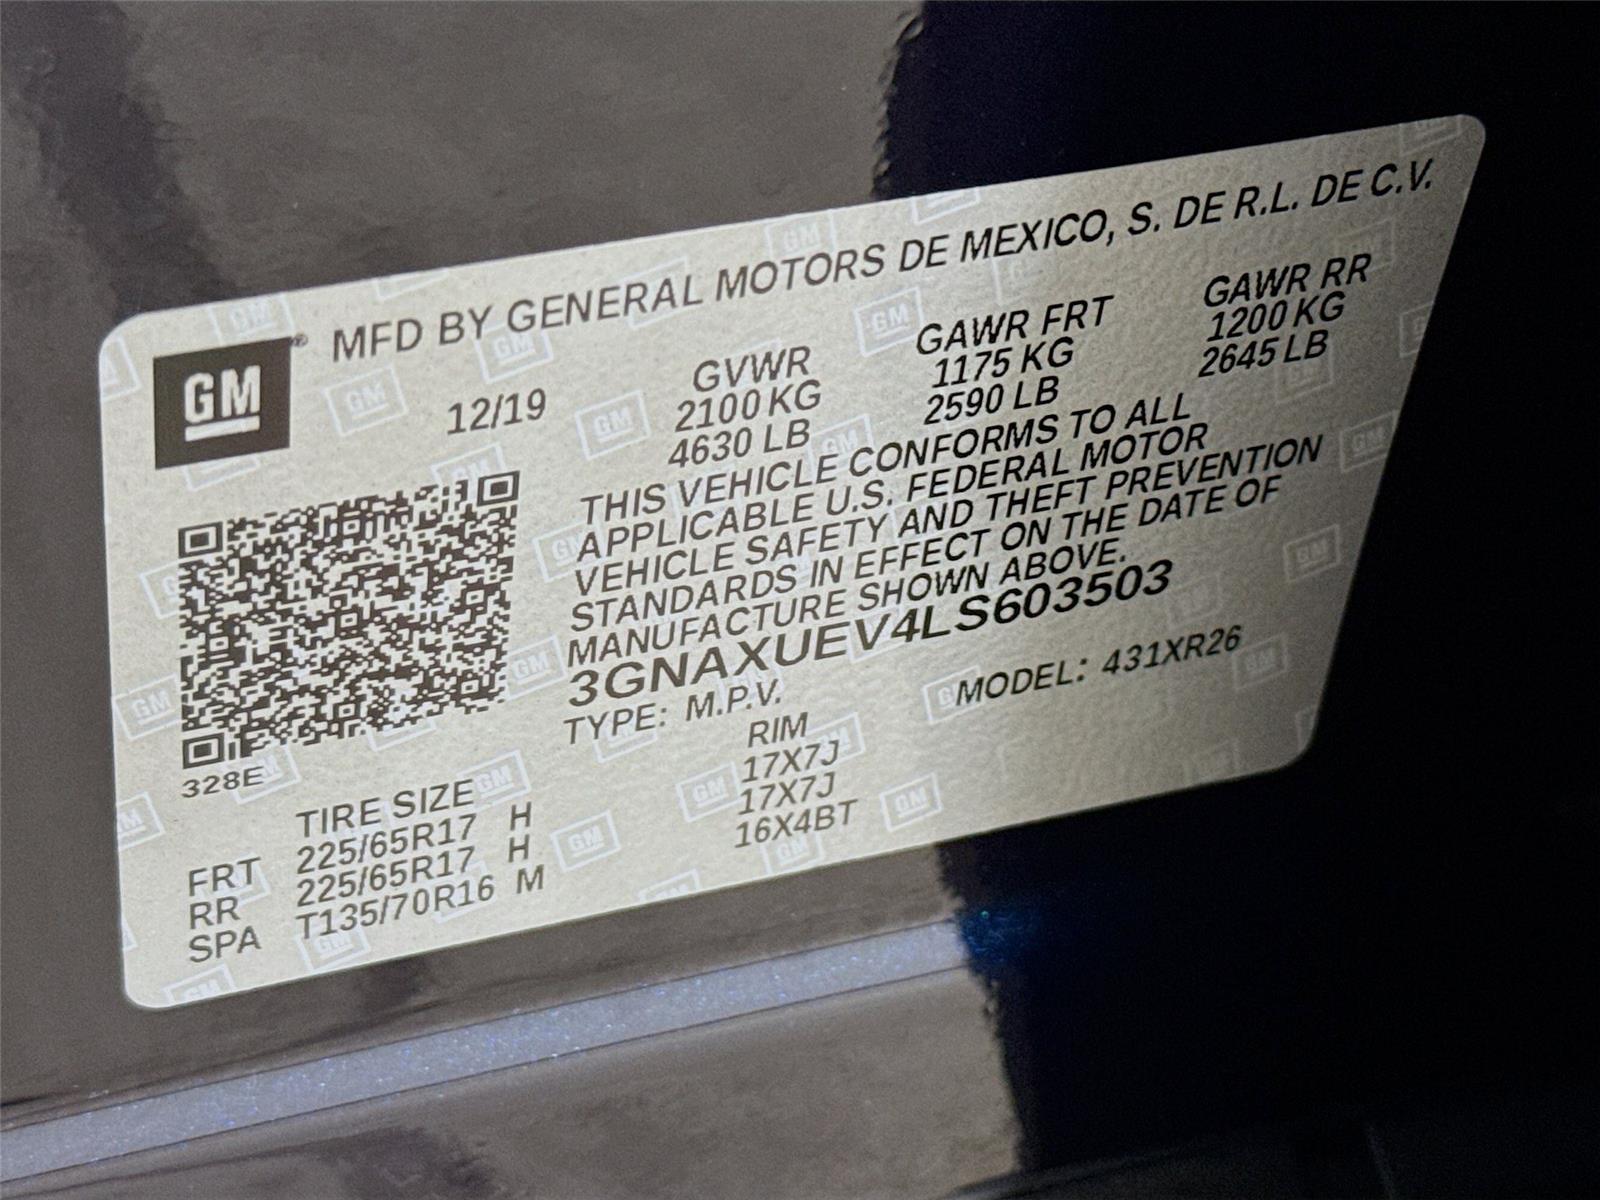 GM® MFD BY GENERAL MOTORS DE MEXICO, S. DE R.L. DE C.V.
12/19
GVWR GAWR FRT GAWR RR
2100 KG 1175 KG 1200 KG
4630 LB 2590 LB 2645 LB
THIS VEHICLE CONFORMS TO ALL
APPLICABLE U.S. FEDERAL MOTOR
VEHICLE SAFETY AND THEFT PREVENTION
STANDARDS IN EFFECT ON THE DATE OF
MANUFACTURE SHOWN ABOVE.
3GNAXUEV4LS603503
TYPE: M.P.V. MODEL: 431XR26
328E
TIRE SIZE RIM
FRT 225/65R17 H 17X7J
RR 225/65R17 H 17X7J
SPA T135/70R16 M 16X4BT